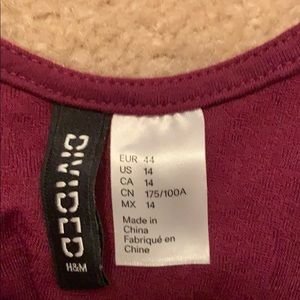 DIVIDED
H&M
EUR 44
US 14
CA 14
CN 175/100A
MX 14
Made in
China
Fabriqué en
Chine